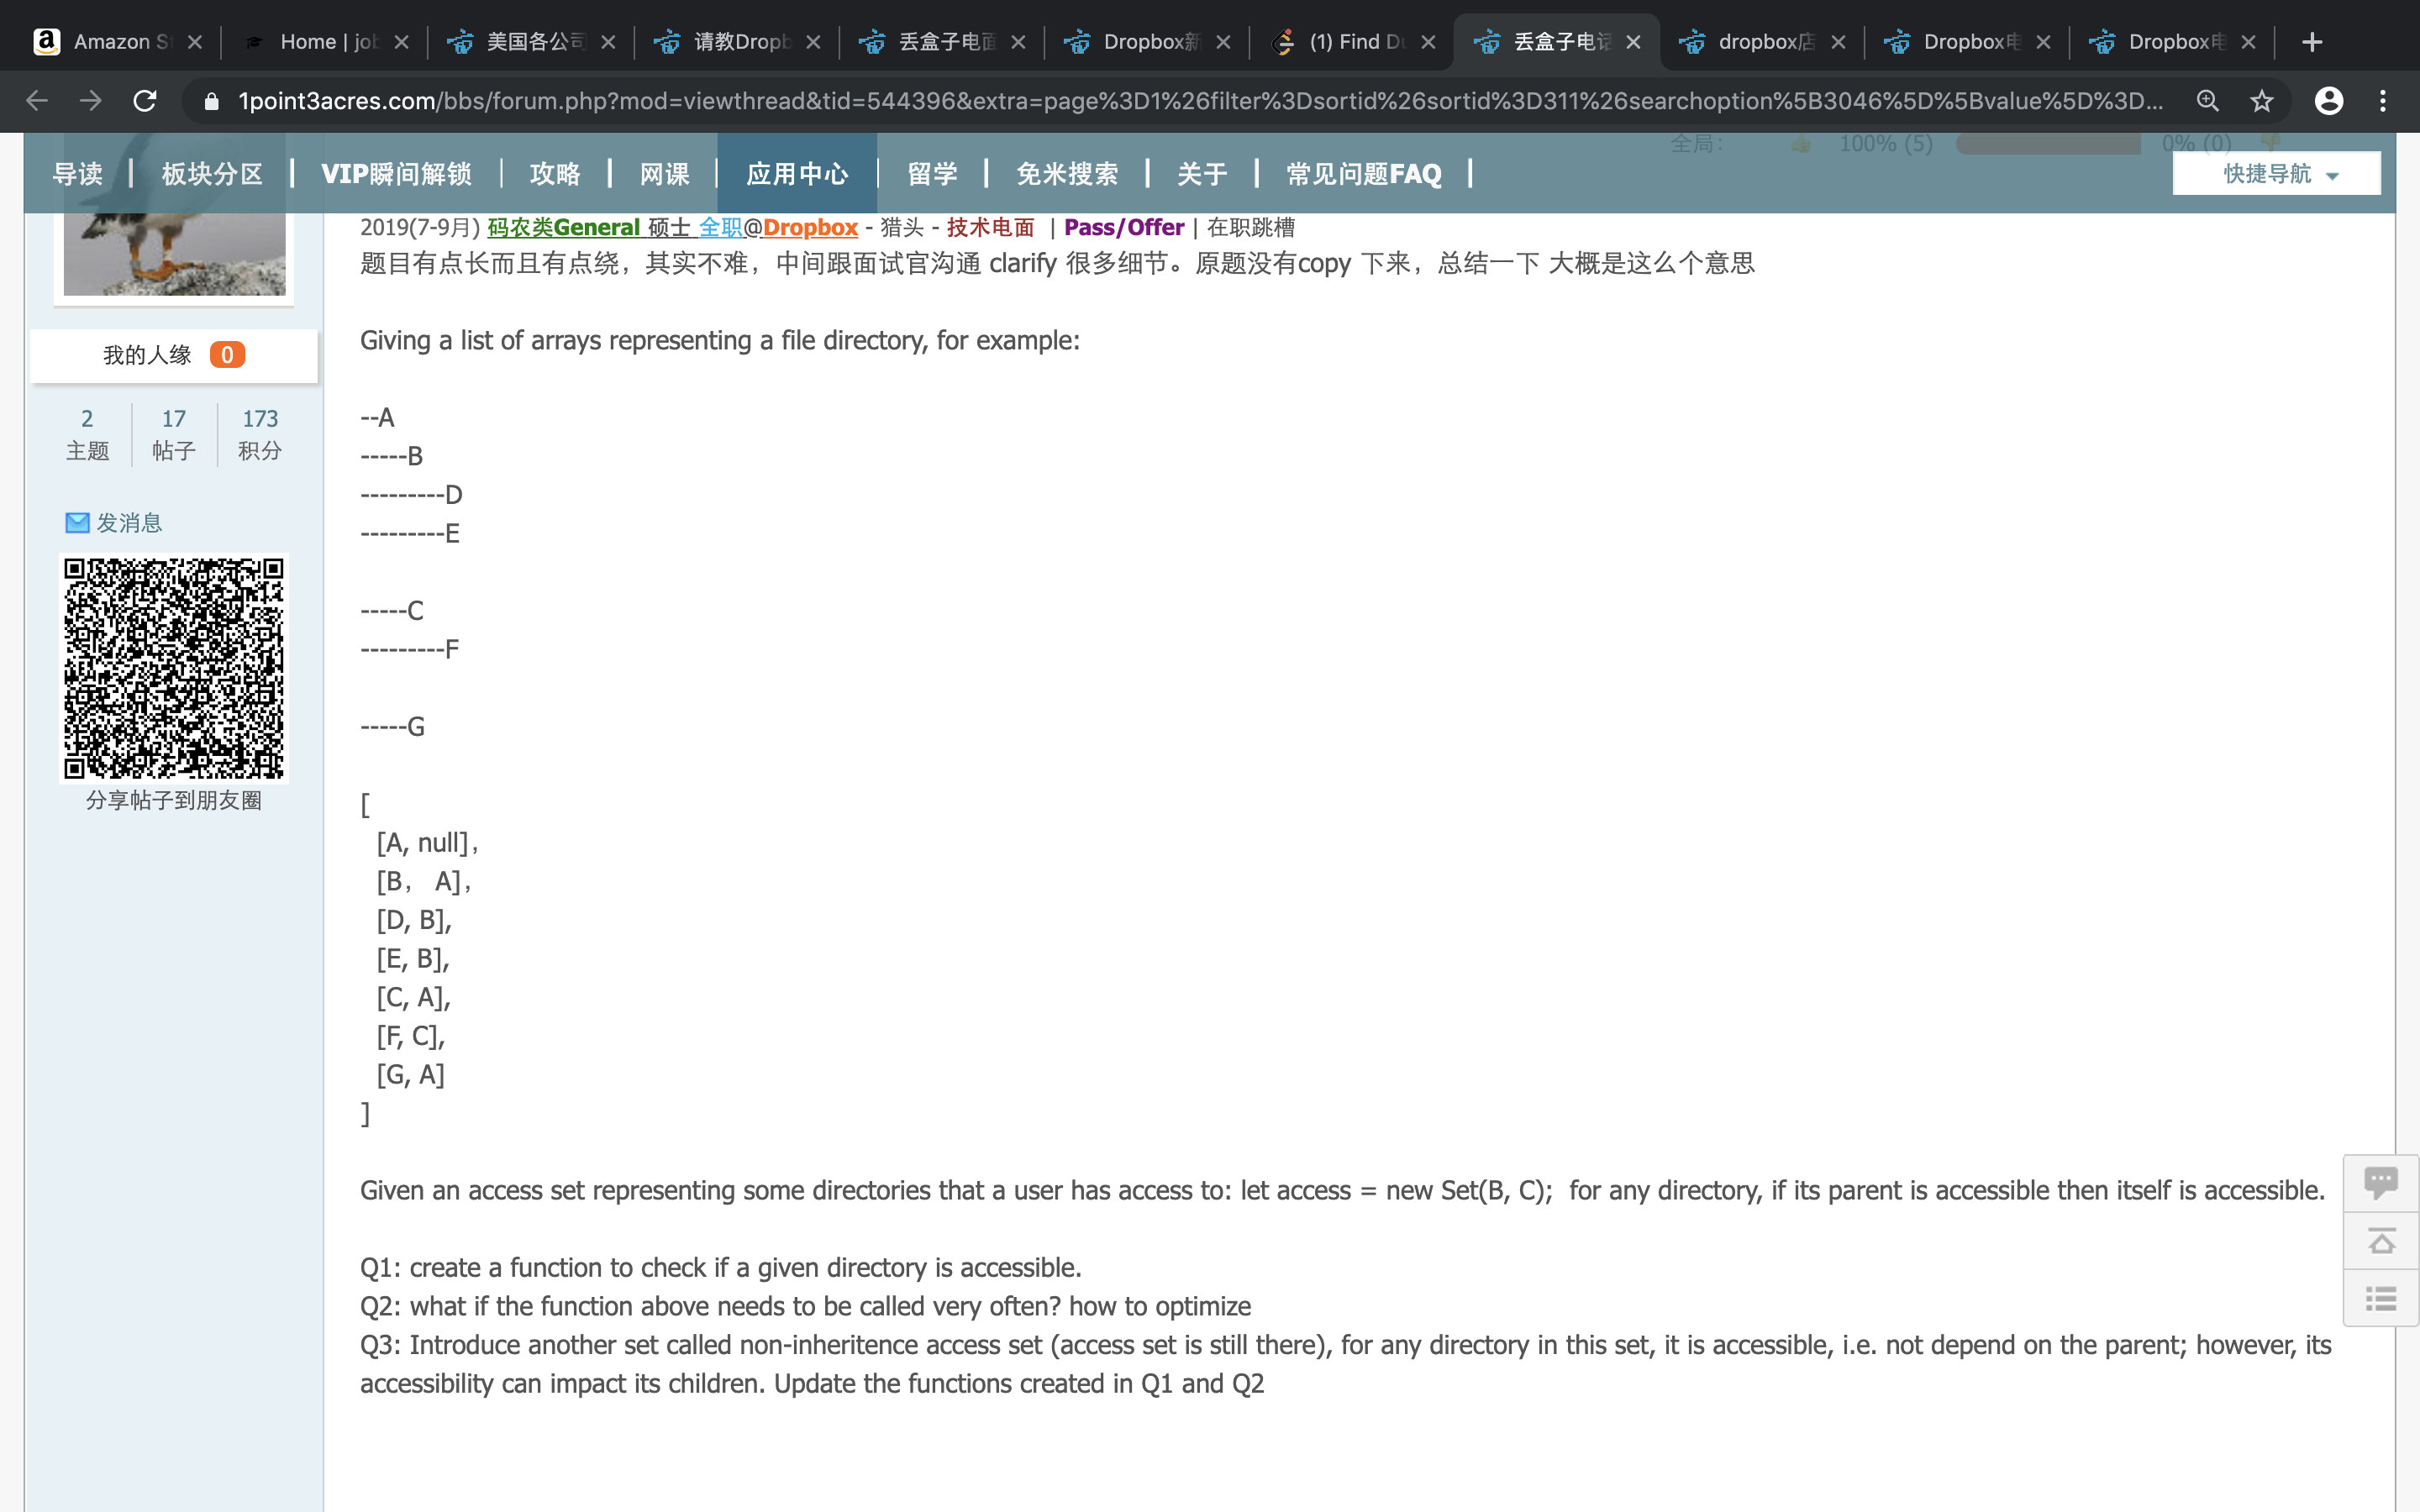 Amazon St
Home | job
美国各公司
请教Dropb
丢盒子电面
Dropbox新
(1) Find Du
丢盒子电话
dropbox店
Dropbox电
Dropbox电
1point3acres.com/bbs/forum.php?mod=viewthread&tid=544396&extra=page%3D1%26filter%3Dsortid%26sortid%3D311%26searchoption%5B3046%5D%5Bvalue%5D%3D...
全局: 100% (5) 0% (0)
导读 | 板块分区 | VIP瞬间解锁 | 攻略 | 网课 | 应用中心 | 留学 | 免米搜索 | 关于 | 常见问题FAQ |
快捷导航
2019(7-9月) 码农类General 硕士 全职@Dropbox - 猎头 - 技术电面 | Pass/Offer | 在职跳槽
题目有点长而且有点绕，其实不难，中间跟面试官沟通 clarify 很多细节。原题没有copy 下来，总结一下 大概是这么个意思
我的人缘 0
2 17 173
主题 帖子 积分
发消息
分享帖子到朋友圈
Giving a list of arrays representing a file directory, for example:
--A
-----B
---------D
---------E
-----C
---------F
-----G
[
[A, null]，
[B， A]，
[D, B],
[E, B],
[C, A],
[F, C],
[G, A]
]
Given an access set representing some directories that a user has access to: let access = new Set(B, C);  for any directory, if its parent is accessible then itself is accessible.
Q1: create a function to check if a given directory is accessible.
Q2: what if the function above needs to be called very often? how to optimize
Q3: Introduce another set called non-inheritence access set (access set is still there), for any directory in this set, it is accessible, i.e. not depend on the parent; however, its
accessibility can impact its children. Update the functions created in Q1 and Q2